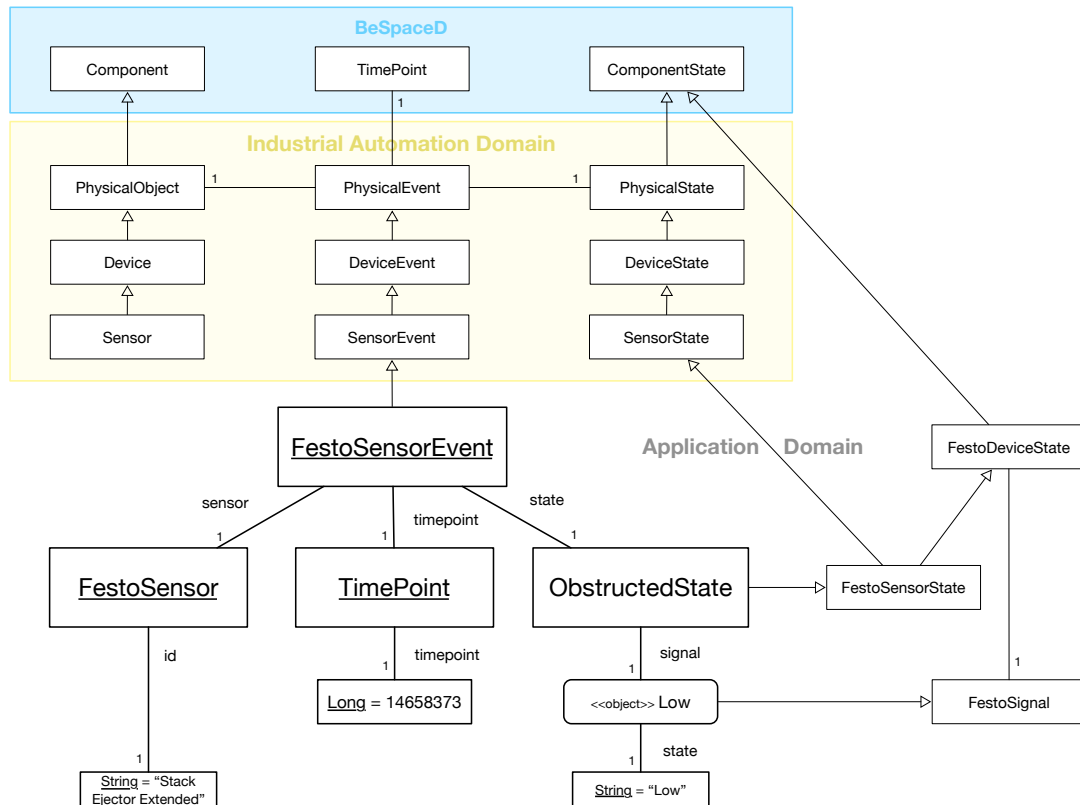 BeSpaceD
Component
TimePoint
ComponentState
1
Industrial Automation Domain
PhysicalObject
1
PhysicalEvent
1
PhysicalState
Device
DeviceEvent
DeviceState
Sensor
SensorEvent
SensorState
FestoSensorEvent
Application Domain
FestoDeviceState
sensor
timepoint
state
1
1
1
FestoSensor
TimePoint
ObstructedState
FestoSensorState
id
timepoint
signal
1
1
1
Long = 14658373
<<object>> Low
FestoSignal
state
1
1
String = “Stack
Ejector Extended”
String = “Low”